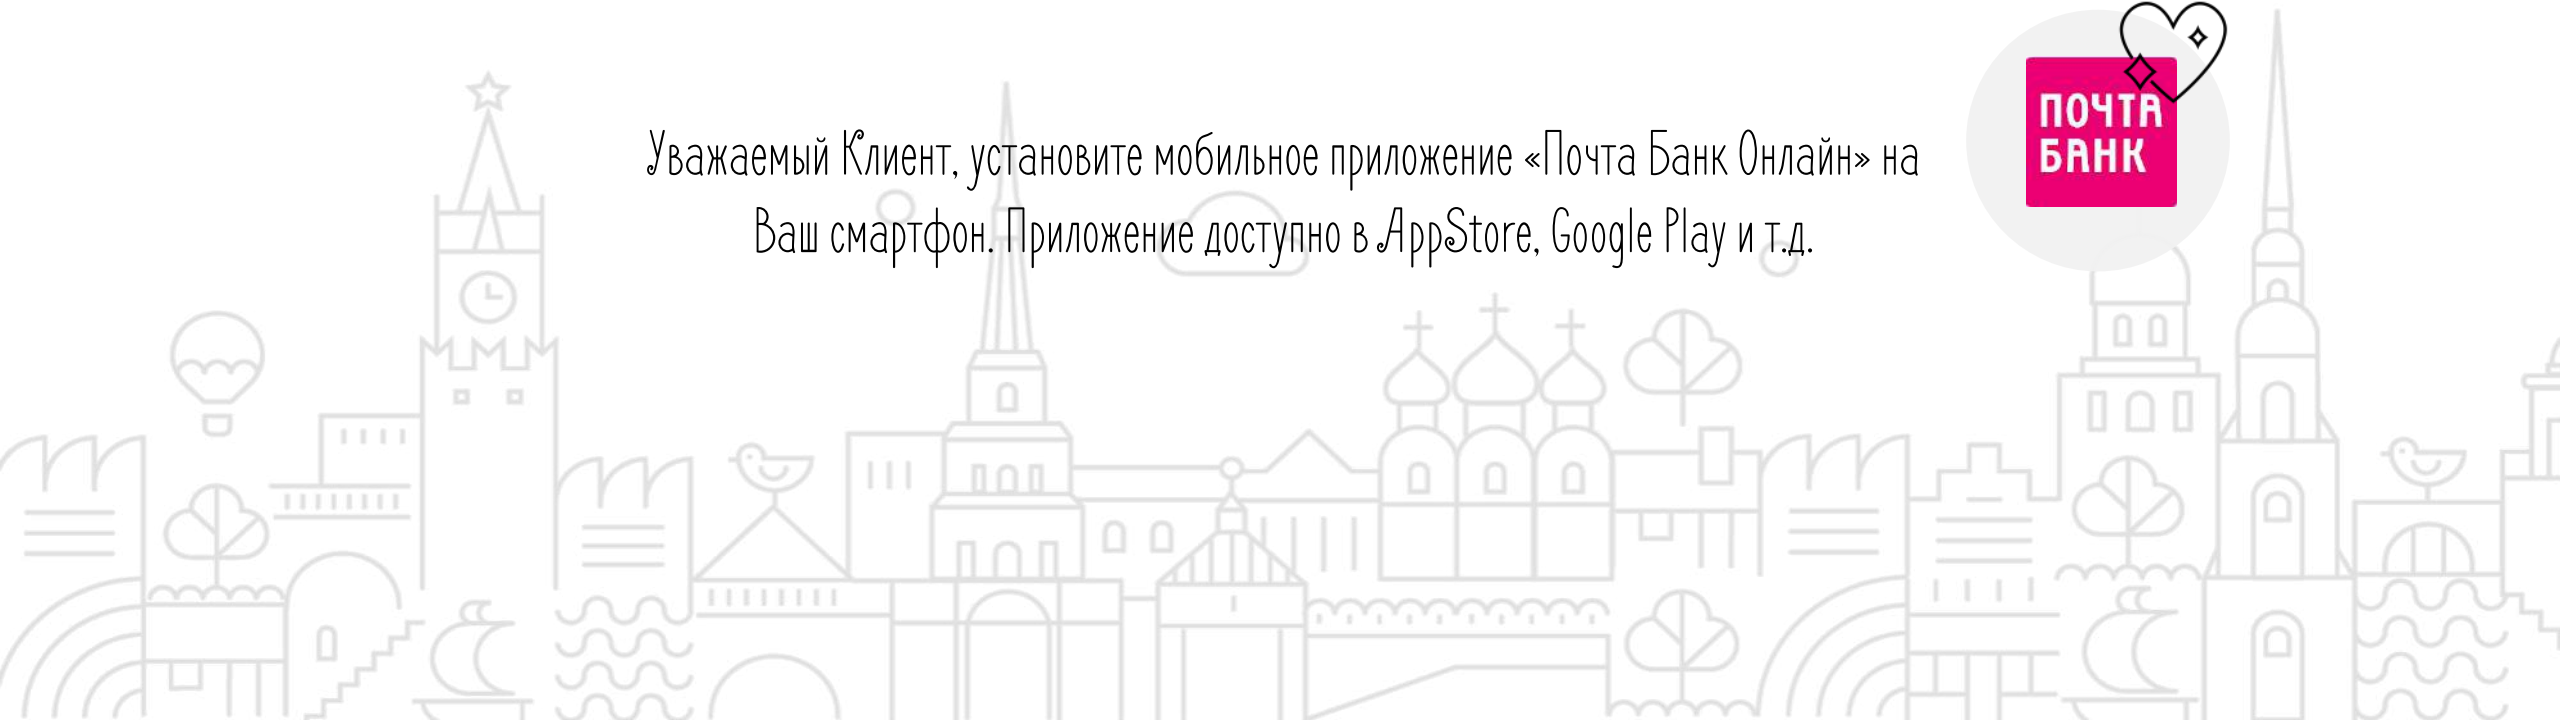 Уважаемый Клиент, установите мобильное приложение «Почта Банк Онлайн» на
Ваш смартфон. Приложение доступно в AppStore, Google Play и т.д.
ПОЧТА
БАНК